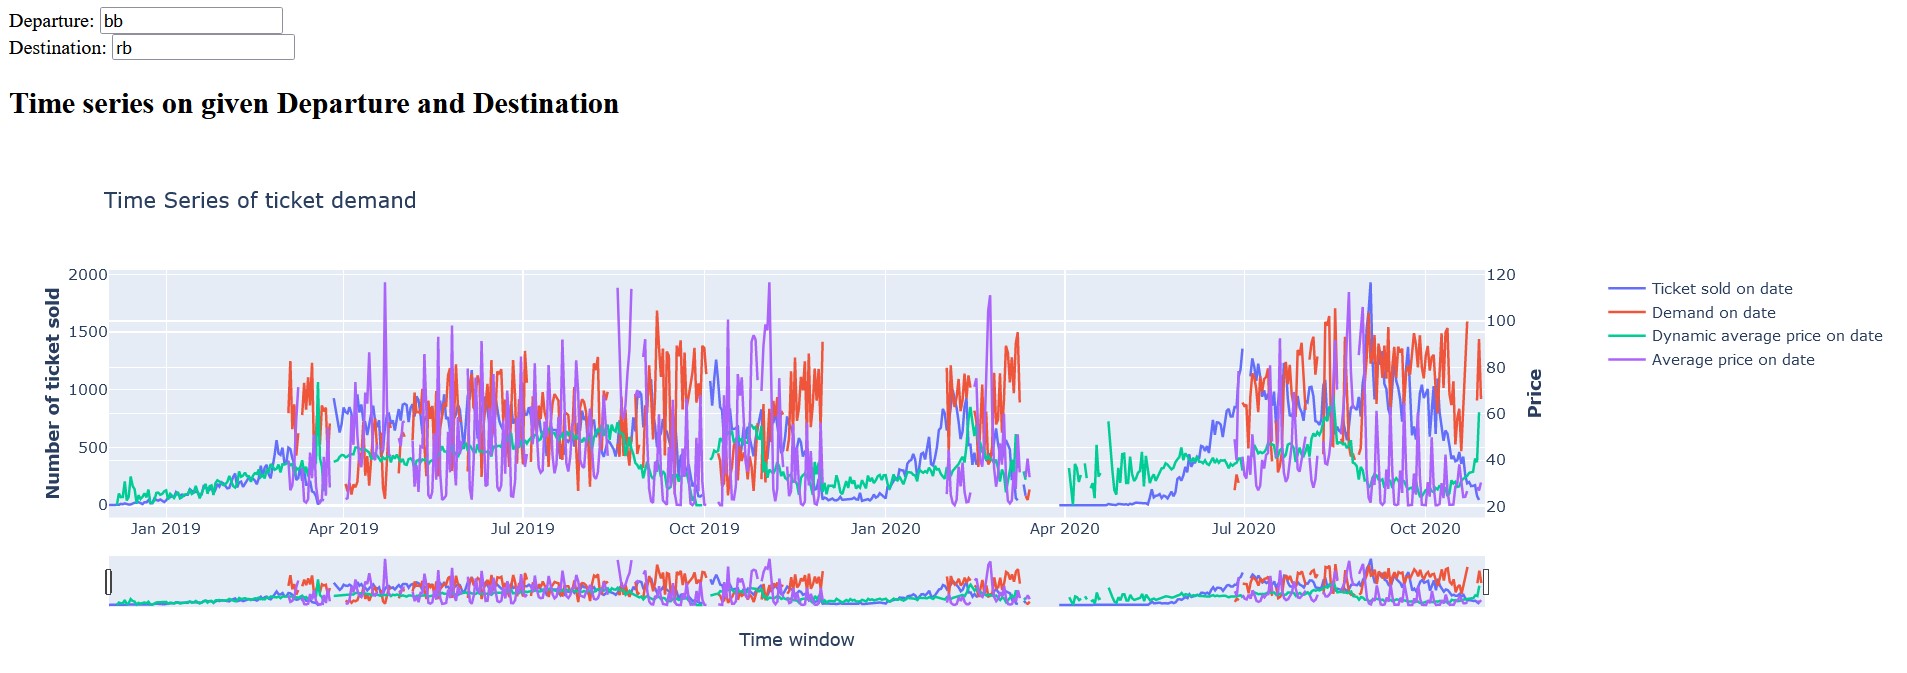 Departure: bb
Destination: rb
Time series on given Departure and Destination
Time Series of ticket demand
Number of ticket sold
2000
1500
1000
500
0
120
100
80
60
40
20
Price
Jan 2019 Apr 2019 Jul 2019 Oct 2019 Jan 2020 Apr 2020 Jul 2020 Oct 2020
Time window
Ticket sold on date
Demand on date
Dynamic average price on date
Average price on date